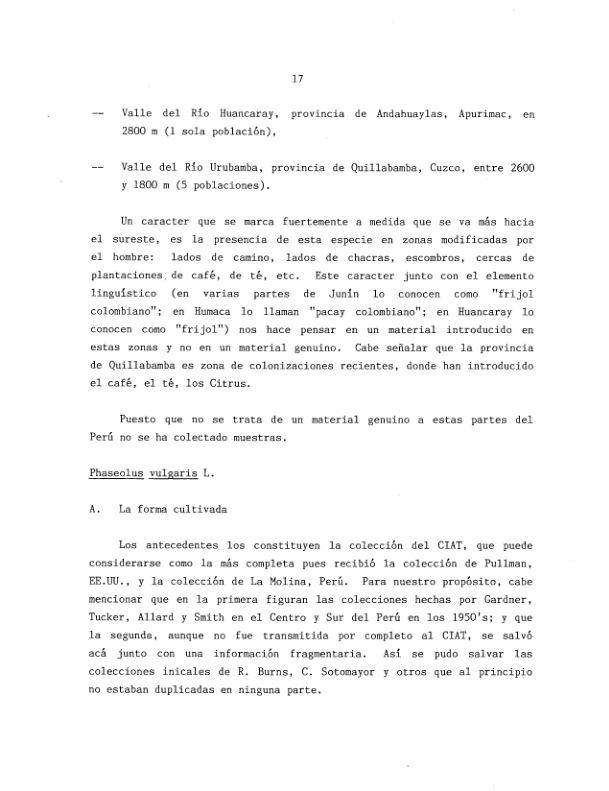 17
-- Valle del Río Huancaray, provincia de Andahuaylas, Apurimac, en
2800 m (1 sola población),
-- Valle del Río Urubamba, provincia de Quillabamba, Cuzco, entre 2600
y 1800 m (5 poblaciones).
Un caracter que se marca fuertemente a medida que se va más hacia
el sureste, es la presencia de esta especie en zonas modificadas por
el hombre: lados de camino, lados de chacras, escombros, cercas de
plantaciones de café, de té, etc. Este caracter junto con el elemento
linguístico (en varias partes de Junín lo conocen como "frijol
colombiano"; en Humaca lo llaman "pacay colombiano"; en Huancaray lo
conocen como "frijol") nos hace pensar en un material introducido en
estas zonas y no en un material genuino. Cabe señalar que la provincia
de Quillabamba es zona de colonizaciones recientes, donde han introducido
el café, el té, los Citrus.
Puesto que no se trata de un material genuino a estas partes del
Perú no se ha colectado muestras.
Phaseolus vulgaris L.
A. La forma cultivada
Los antecedentes los constituyen la colección del CIAT, que puede
considerarse como la más completa pues recibió la colección de Pullman,
EE.UU., y la colección de La Molina, Perú. Para nuestro propósito, cabe
mencionar que en la primera figuran las colecciones hechas por Gardner,
Tucker, Allard y Smith en el Centro y Sur del Perú en los 1950's; y que
la segunda, aunque no fue transmitida por completo al CIAT, se salvó
acá junto con una información fragmentaria. Así se pudo salvar las
colecciones inicales de R. Burns, C. Sotomayor y otros que al principio
no estaban duplicadas en ninguna parte.